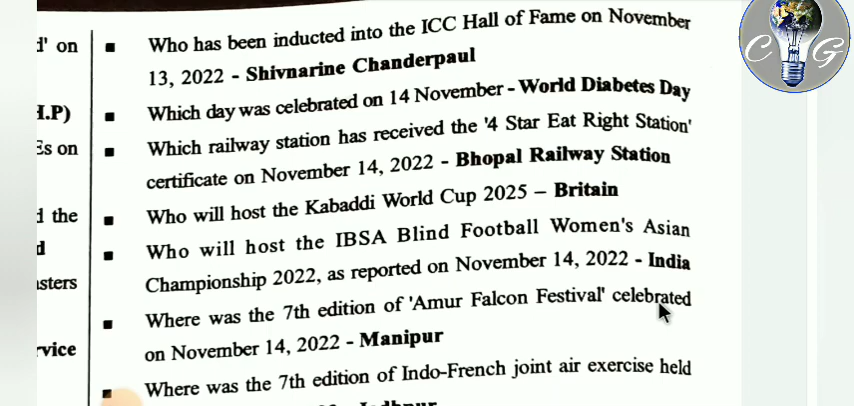 d' on
I.P)
Es on
d the
d
sters
rvice
■ Who has been inducted into the ICC Hall of Fame on November
13, 2022 - Shivnarine Chanderpaul
■ Which day was celebrated on 14 November - World Diabetes Day
■ Which railway station has received the '4 Star Eat Right Station'
certificate on November 14, 2022 - Bhopal Railway Station
■ Who will host the Kabaddi World Cup 2025 – Britain
■ Who will host the IBSA Blind Football Women's Asian
Championship 2022, as reported on November 14, 2022 - India
■ Where was the 7th edition of 'Amur Falcon Festival' celebrated
on November 14, 2022 - Manipur
■ Where was the 7th edition of Indo-French joint air exercise held
C G